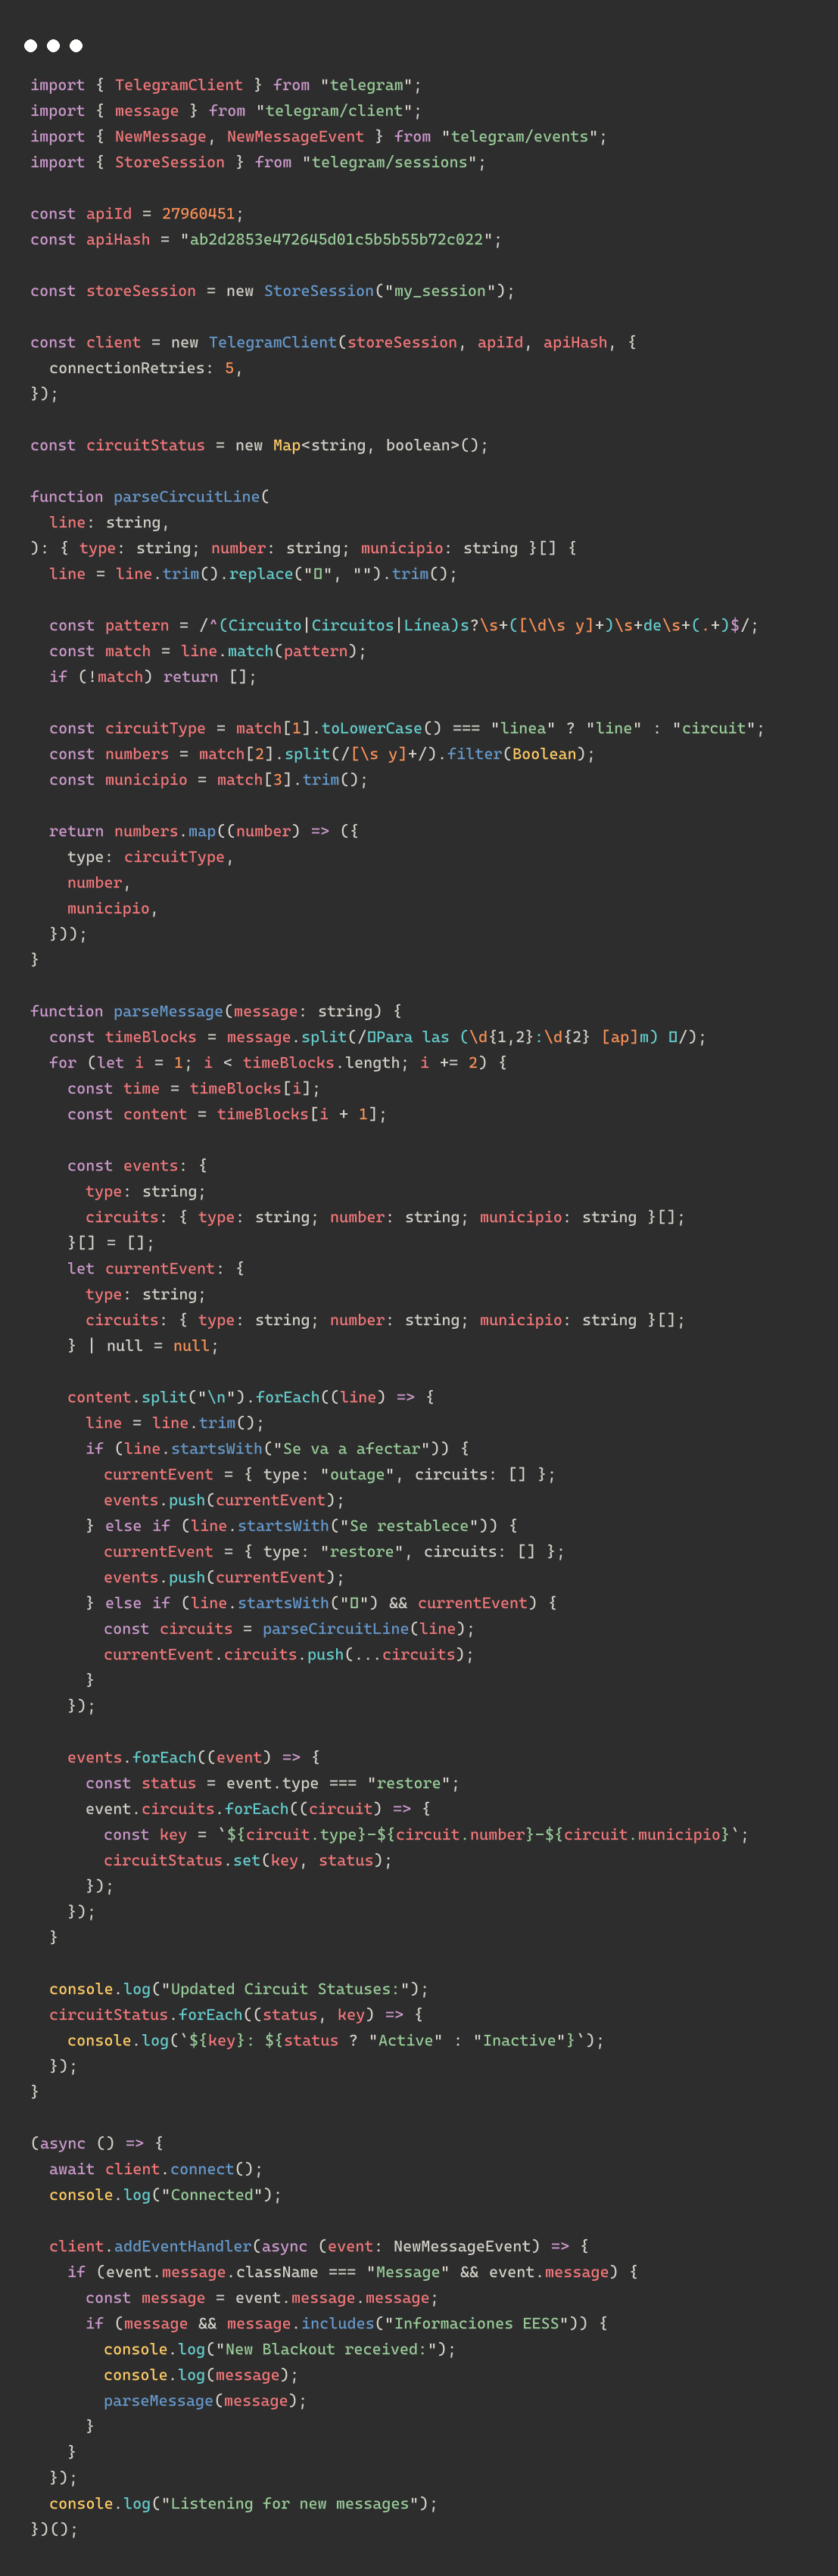 import { TelegramClient } from "telegram";
import { message } from "telegram/client";
import { NewMessage, NewMessageEvent } from "telegram/events";
import { StoreSession } from "telegram/sessions";

const apiId = 27960451;
const apiHash = "ab2d2853e472645d01c5b5b55b72c022";

const storeSession = new StoreSession("my_session");

const client = new TelegramClient(storeSession, apiId, apiHash, {
  connectionRetries: 5,
});

const circuitStatus = new Map<string, boolean>();

function parseCircuitLine(
  line: string,
): { type: string; number: string; municipio: string }[] {
  line = line.trim().replace("▯", "").trim();

  const pattern = /^(Circuito|Circuitos|Línea)s?\s+([\d\s y]+)\s+de\s+(.+)$/;
  const match = line.match(pattern);
  if (!match) return [];

  const circuitType = match[1].toLowerCase() === "linea" ? "line" : "circuit";
  const numbers = match[2].split(/[\s y]+/).filter(Boolean);
  const municipio = match[3].trim();

  return numbers.map((number) => ({
    type: circuitType,
    number,
    municipio,
  }));
}

function parseMessage(message: string) {
  const timeBlocks = message.split(/▯Para las (\d{1,2}:\d{2} [ap]m) ▯/);
  for (let i = 1; i < timeBlocks.length; i += 2) {
    const time = timeBlocks[i];
    const content = timeBlocks[i + 1];

    const events: {
      type: string;
      circuits: { type: string; number: string; municipio: string }[];
    }[] = [];
    let currentEvent: {
      type: string;
      circuits: { type: string; number: string; municipio: string }[];
    } | null = null;

    content.split("\n").forEach((line) => {
      line = line.trim();
      if (line.startsWith("Se va a afectar")) {
        currentEvent = { type: "outage", circuits: [] };
        events.push(currentEvent);
      } else if (line.startsWith("Se restablece")) {
        currentEvent = { type: "restore", circuits: [] };
        events.push(currentEvent);
      } else if (line.startsWith("▯") && currentEvent) {
        const circuits = parseCircuitLine(line);
        currentEvent.circuits.push(...circuits);
      }
    });

    events.forEach((event) => {
      const status = event.type === "restore";
      event.circuits.forEach((circuit) => {
        const key = `${circuit.type}-${circuit.number}-${circuit.municipio}`;
        circuitStatus.set(key, status);
      });
    });
  }

  console.log("Updated Circuit Statuses:");
  circuitStatus.forEach((status, key) => {
    console.log(`${key}: ${status ? "Active" : "Inactive"}`);
  });
}

(async () => {
  await client.connect();
  console.log("Connected");

  client.addEventHandler(async (event: NewMessageEvent) => {
    if (event.message.className === "Message" && event.message) {
      const message = event.message.message;
      if (message && message.includes("Informaciones EESS")) {
        console.log("New Blackout received:");
        console.log(message);
        parseMessage(message);
      }
    }
  });
  console.log("Listening for new messages");
})();